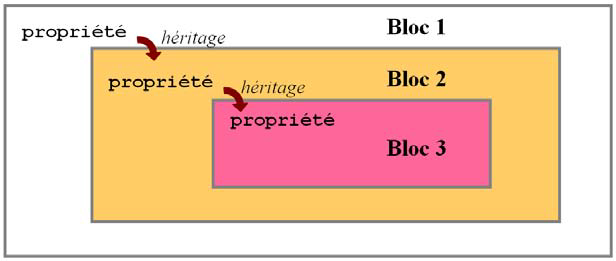 propriété
héritage
Bloc 1
propriété
héritage
Bloc 2
propriété
Bloc 3